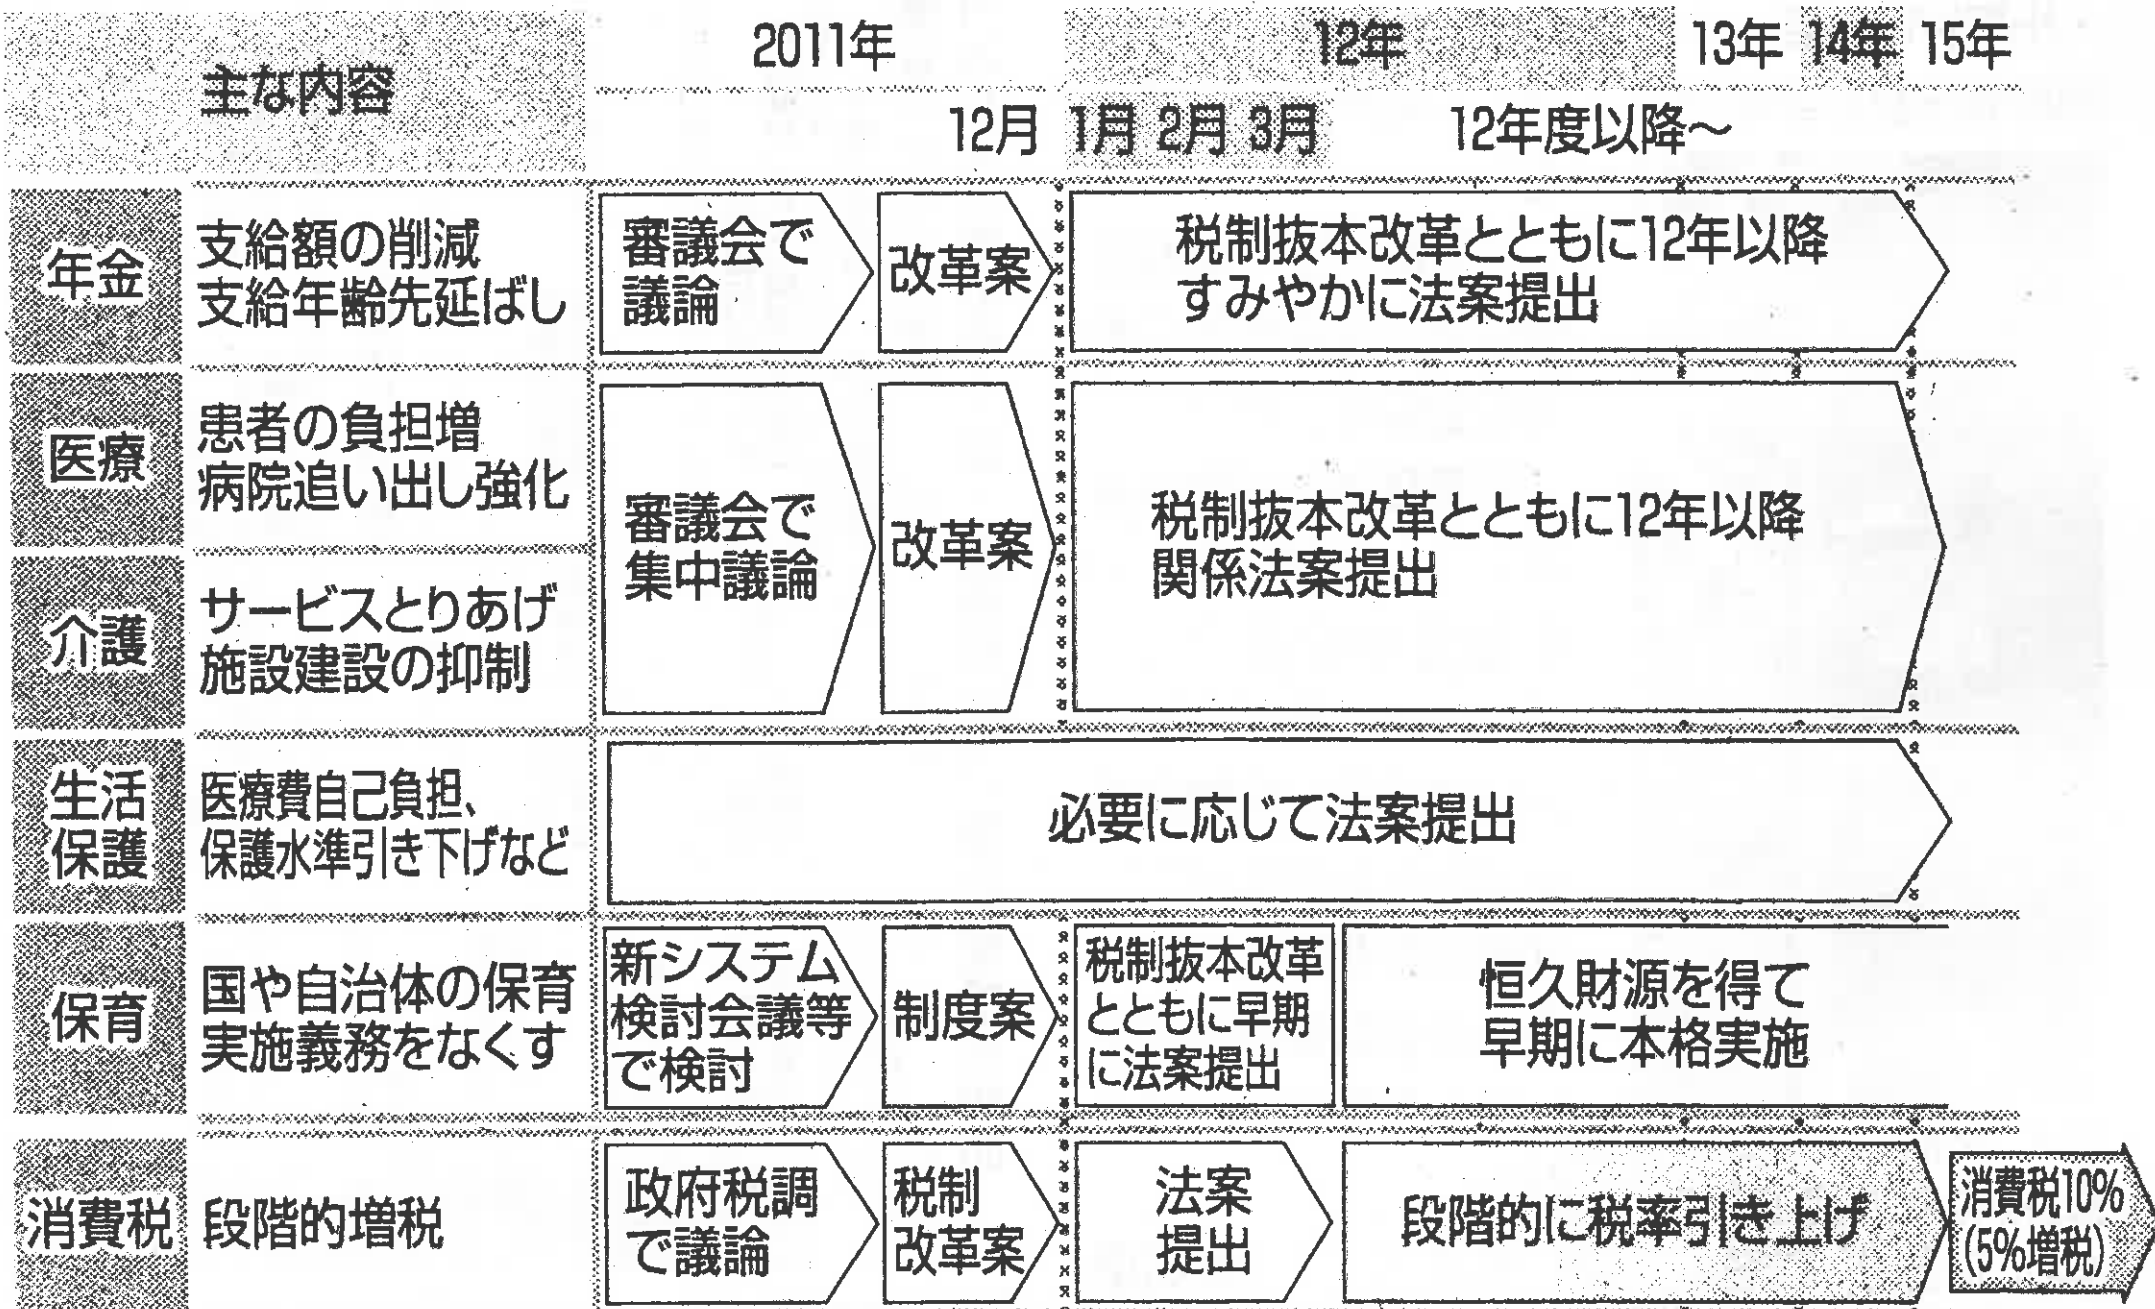 主な内容
2011年
12年
13年
14年
15年
12月
1月
2月
3月
12年度以降～
年金
支給額の削減
支給年齢先延ばし
審議会で
議論
改革案
税制抜本改革とともに12年以降
すみやかに法案提出
医療
患者の負担増
病院追い出し強化
介護
サービスとりあげ
施設建設の抑制
審議会で
集中議論
改革案
税制抜本改革とともに12年以降
関係法案提出
生活
保護
医療費自己負担、
保護水準引き下げなど
必要に応じて法案提出
保育
国や自治体の保育
実施義務をなくす
新システム
検討会議等
で検討
制度案
税制抜本改革
とともに早期
に法案提出
恒久財源を得て
早期に本格実施
消費税
段階的増税
政府税調
で議論
税制
改革案
法案
提出
段階的に税率引き上げ
消費税10%
(5%増税)